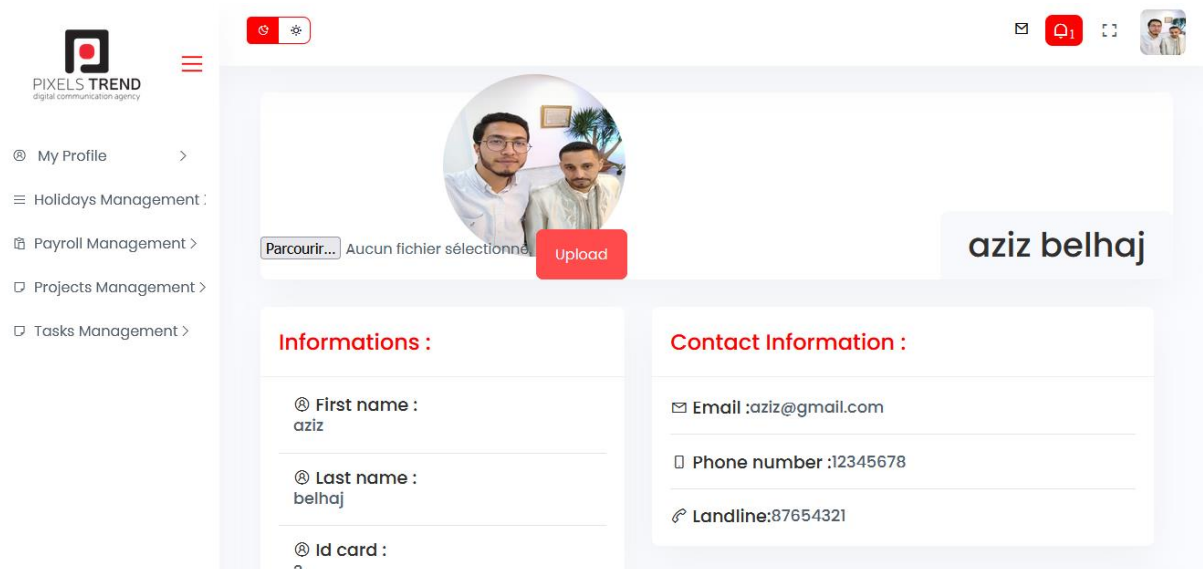 PIXELS TREND
digital communication agency
1
My Profile
Holidays Management
Payroll Management
Projects Management
Tasks Management
Parcourir... Aucun fichier sélectionné.
Upload
aziz belhaj
Informations :
First name :
aziz
Last name :
belhaj
Id card :
Contact Information :
Email :aziz@gmail.com
Phone number :12345678
Landline:87654321